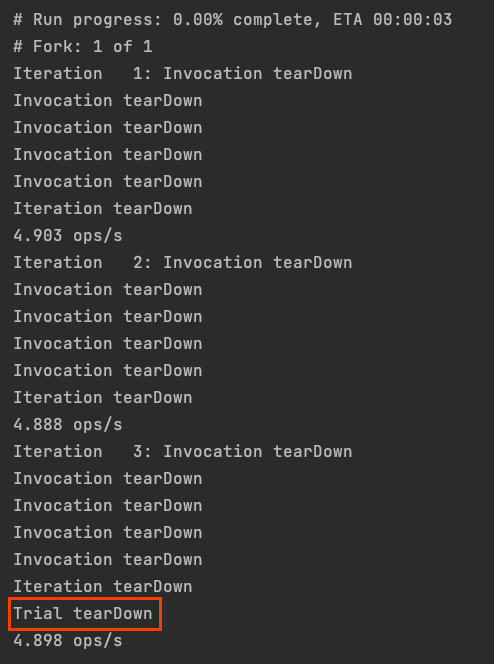 # Run progress: 0.00% complete, ETA 00:00:03
# Fork: 1 of 1
Iteration   1: Invocation tearDown
Invocation tearDown
Invocation tearDown
Invocation tearDown
Invocation tearDown
Iteration tearDown
4.903 ops/s
Iteration   2: Invocation tearDown
Invocation tearDown
Invocation tearDown
Invocation tearDown
Invocation tearDown
Iteration tearDown
4.888 ops/s
Iteration   3: Invocation tearDown
Invocation tearDown
Invocation tearDown
Invocation tearDown
Invocation tearDown
Iteration tearDown
Trial tearDown
4.898 ops/s